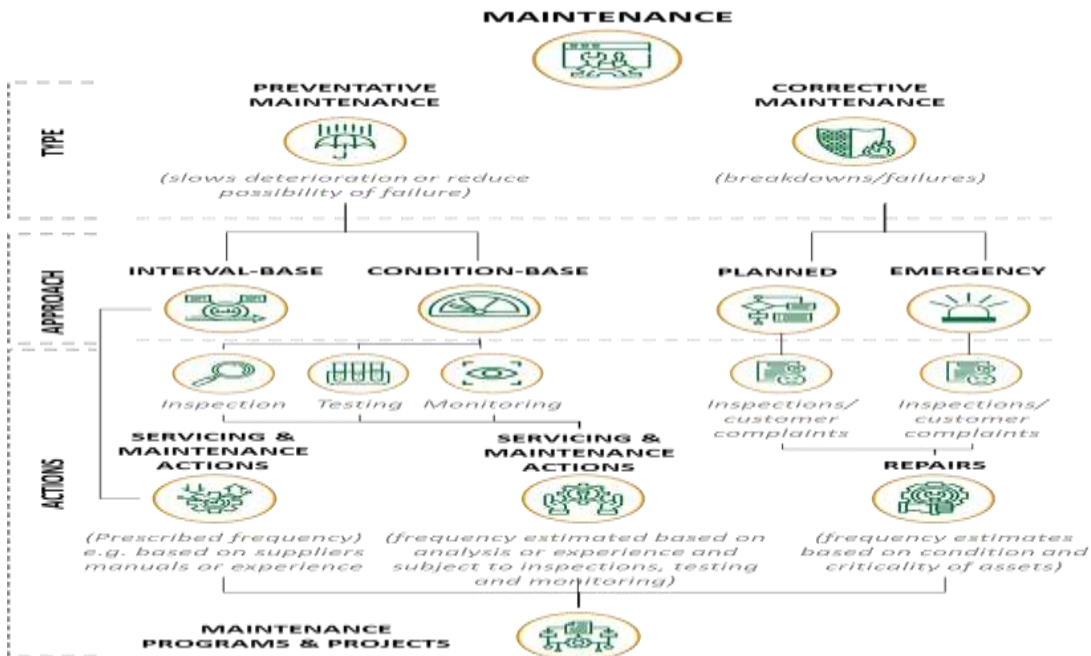 MAINTENANCE
PREVENTATIVE
MAINTENANCE
CORRECTIVE
MAINTENANCE
TYPE
(slows deterioration or reduce
possibility of failure)
(breakdowns/failures)
APPROACH
INTERVAL-BASE
CONDITION-BASE
PLANNED
EMERGENCY
ACTIONS
Inspection
Testing
Monitoring
Inspections/
customer
complaints
Inspections/
customer
complaints
SERVICING &
MAINTENANCE
ACTIONS
SERVICING &
MAINTENANCE
ACTIONS
REPAIRS
(Prescribed frequency)
e.g. based on suppliers
manuals or experience
(frequency estimated based on
analysis or experience and
subject to inspections, testing
and monitoring)
(frequency estimates
based on condition and
criticality of assets)
MAINTENANCE
PROGRAMS & PROJECTS